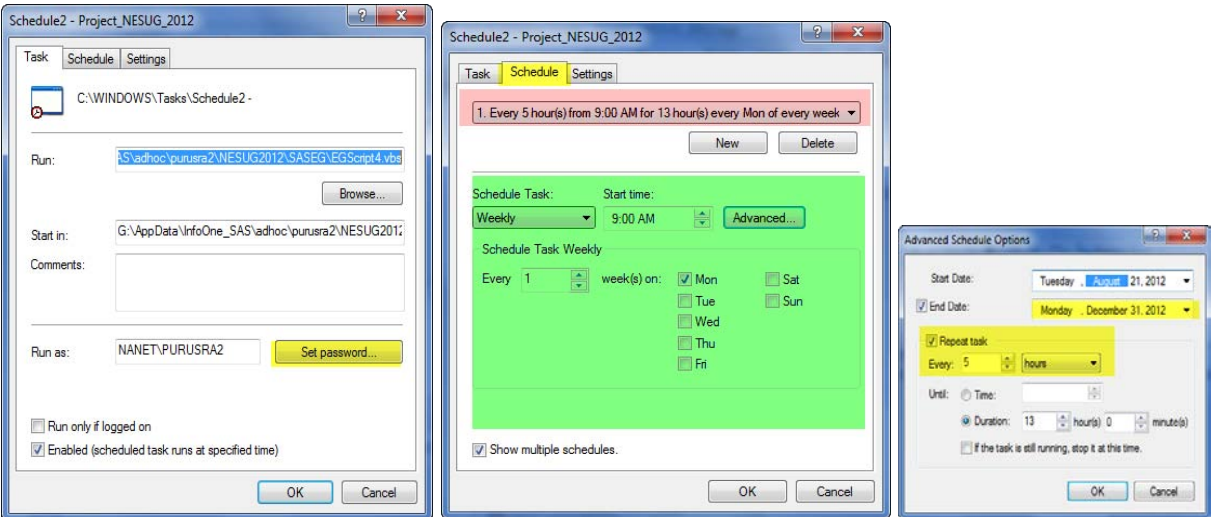 Schedule2 - Project_NESUG_2012
Task Schedule Settings
C:\WINDOWS\Tasks\Schedule2 -
Run: AS\adhoc\purusra2\NESUG2012\SASEG\EGScript4.vbs
Browse...
Start in: G:\AppData\InfoOne_SAS\adhoc\purusra2\NESUG2012
Comments:
Run as: NANET\PURUSRA2 Set password...
Run only if logged on
Enabled (scheduled task runs at specified time)
OK Cancel
Schedule2 - Project_NESUG_2012
Task Schedule Settings
1. Every 5 hour(s) from 9:00 AM for 13 hour(s) every Mon of every week
New Delete
Schedule Task: Start time:
Weekly 9:00 AM Advanced...
Schedule Task Weekly
Every 1 week(s) on: Mon Sat
Tue Sun
Wed
Thu
Fri
Show multiple schedules.
OK Cancel
Advanced Schedule Options
Start Date: Tuesday , August 21, 2012
End Date: Monday , December 31, 2012
Repeat task
Every: 5 hours
Until: Time:
Duration: 13 hour(s) 0 minute(s)
If the task is still running, stop it at this time.
OK Cancel